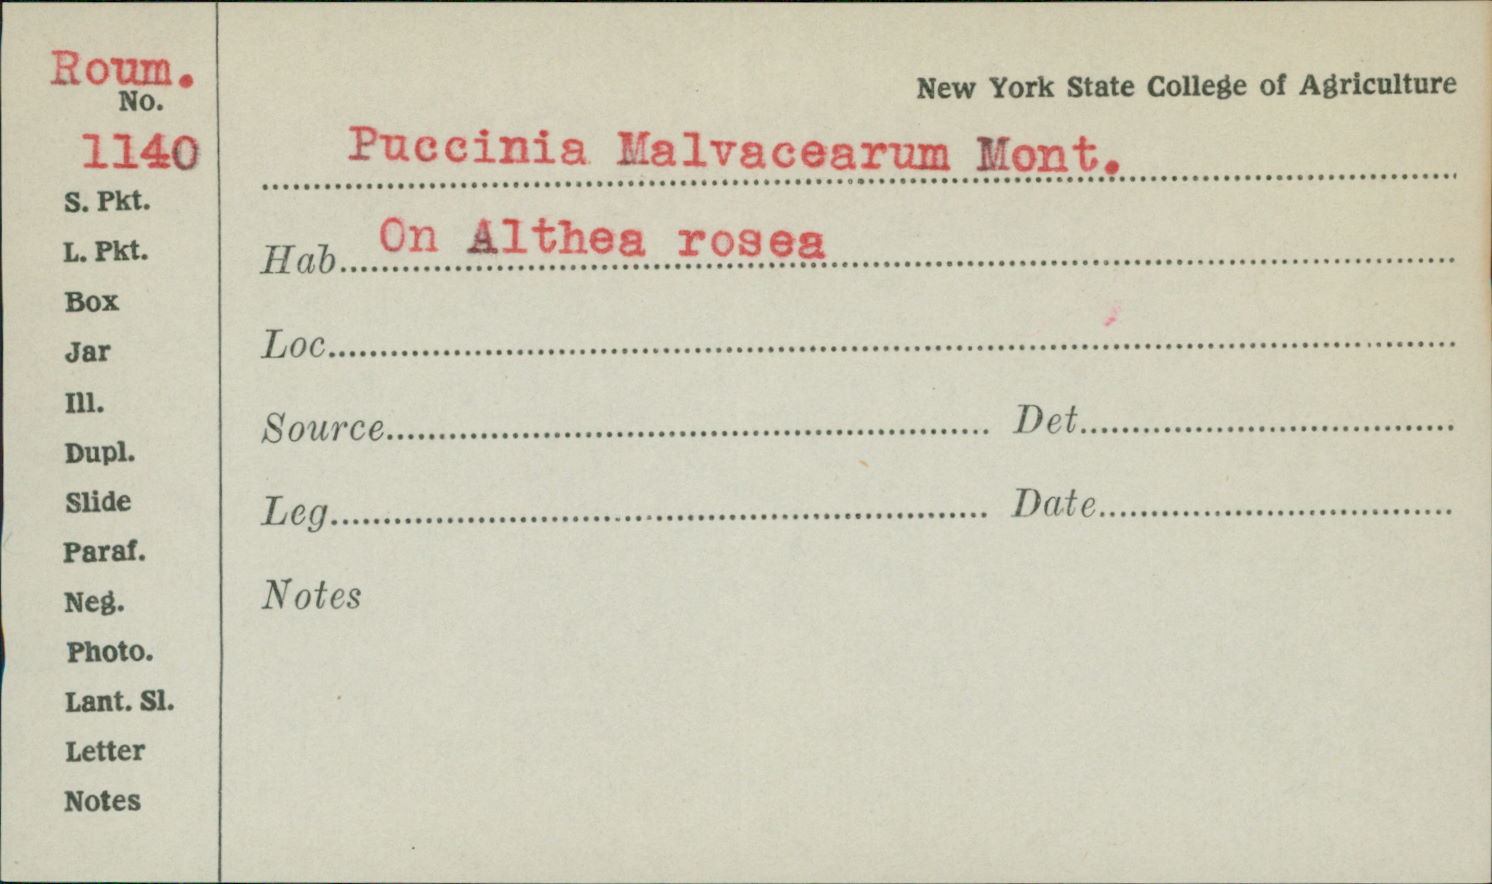 Roum.
No.
1140
S. Pkt.
L. Pkt.
Box
Jar
Ill.
Dupl.
Slide
Paraf.
Neg.
Photo.
Lant. Sl.
Letter
Notes
New York State College of Agriculture
Puccinia Malvacearum Mont.
Hab. On Althea rosea
Loc.
Source Det.
Leg. Date
Notes